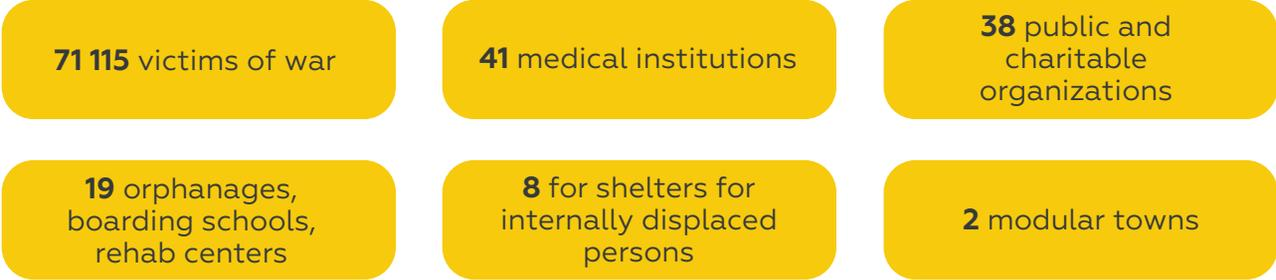 71 115 victims of war
41 medical institutions
38 public and
charitable
organizations
19 orphanages,
boarding schools,
rehab centers
8 for shelters for
internally displaced
persons
2 modular towns